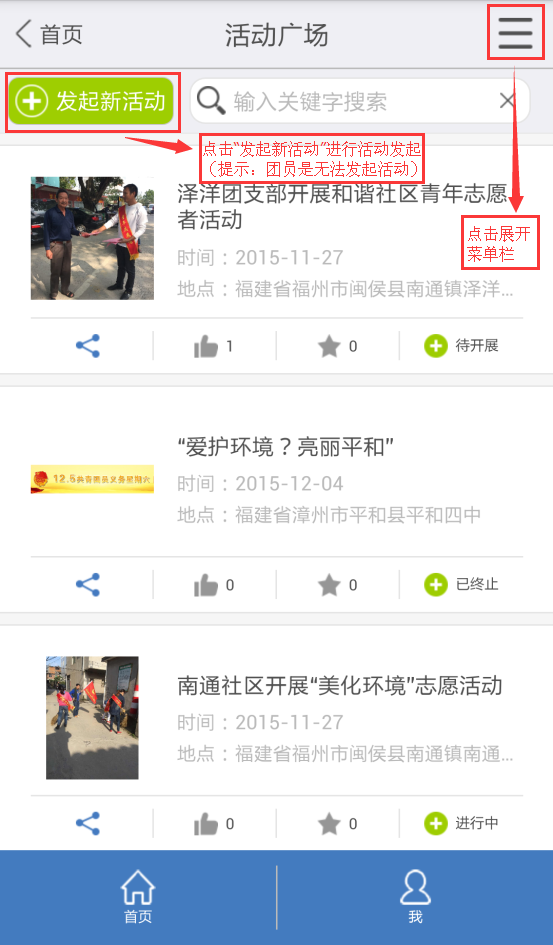 首页
活动广场
发起新活动
输入关键字搜索
点击“发起新活动”进行活动发起
（提示：团员是无法发起活动）
点击展开
菜单栏
泽洋团支部开展和谐社区青年志愿
者活动
时间：2015-11-27
地点：福建省福州市闽侯县南通镇泽洋...
1
0
待开展
“爱护环境？亮丽平和”
时间：2015-12-04
地点：福建省漳州市平和县平和四中
0
0
已终止
南通社区开展“美化环境”志愿活动
时间：2015-11-27
地点：福建省福州市闽侯县南通镇南通...
0
0
进行中
首页
我